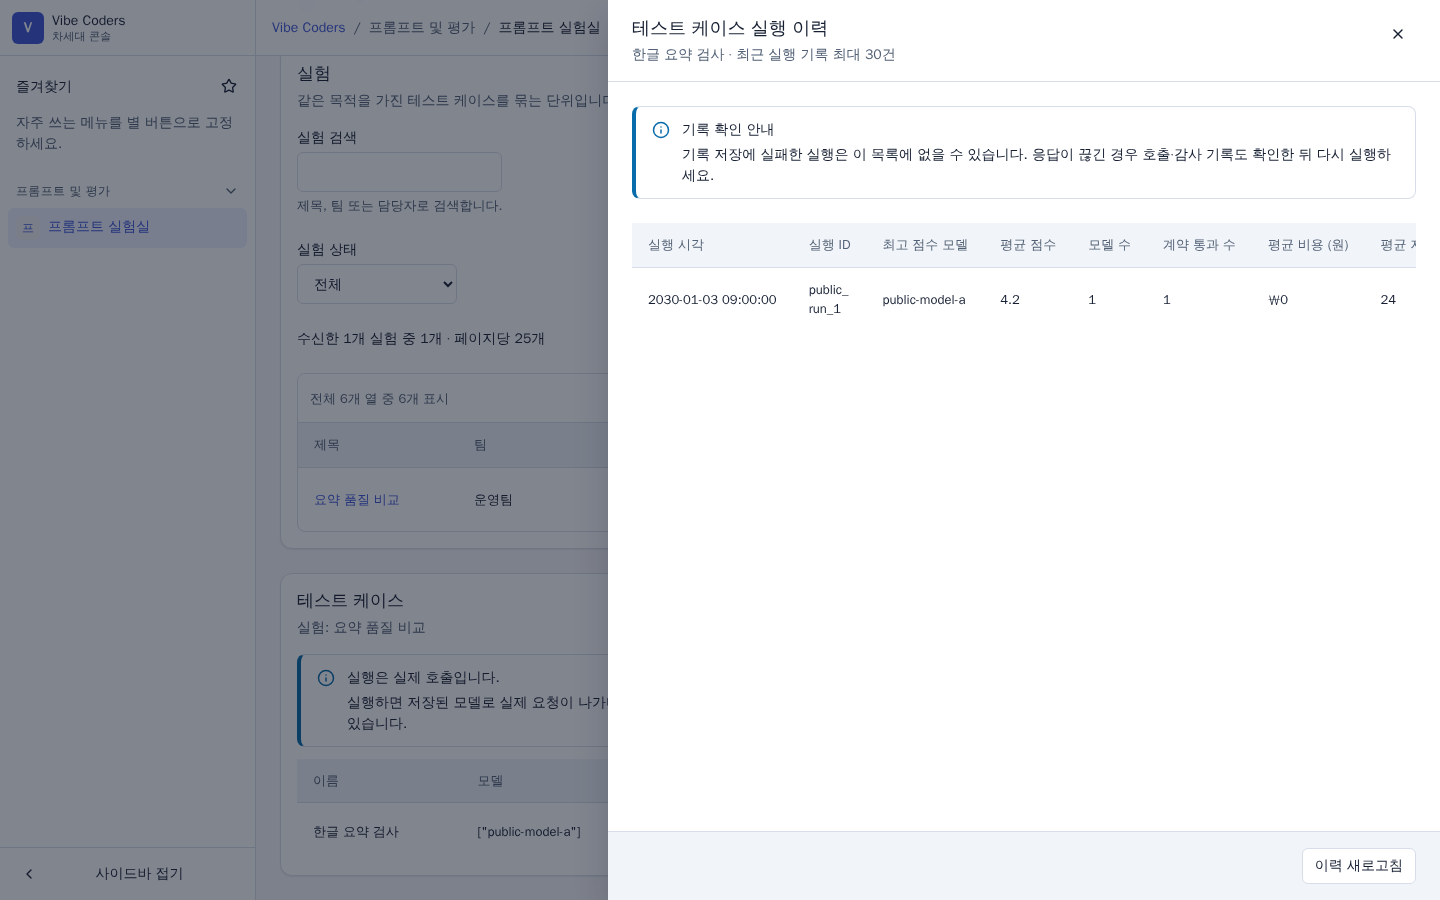 V
Vibe Coders
차세대 콘솔
즐겨찾기
자주 쓰는 메뉴를 별 버튼으로 고정
하세요.
프롬프트 및 평가
프 프롬프트 실험실
사이드바 접기
Vibe Coders / 프롬프트 및 평가 / 프롬프트 실험실
실험
같은 목적을 가진 테스트 케이스를 묶는 단위입니다
실험 검색
제목, 팀 또는 담당자로 검색합니다.
실험 상태
전체
수신한 1개 실험 중 1개 · 페이지당 25개
전체 6개 열 중 6개 표시
제목 팀
요약 품질 비교 운영팀
테스트 케이스
실험: 요약 품질 비교
실행은 실제 호출입니다.
실행하면 저장된 모델로 실제 요청이
있습니다.
이름 모델
한글 요약 검사 ["public-model-a"]
테스트 케이스 실행 이력
한글 요약 검사 · 최근 실행 기록 최대 30건
기록 확인 안내
기록 저장에 실패한 실행은 이 목록에 없을 수 있습니다. 응답이 끊긴 경우 호출·감사 기록도 확인한 뒤 다시 실행하
세요.
실행 시각 실행 ID 최고 점수 모델 평균 점수 모델 수 계약 통과 수 평균 비용 (원) 평균
2030-01-03 09:00:00 public_
run_1 public-model-a 4.2 1 1 ₩0 24
이력 새로고침